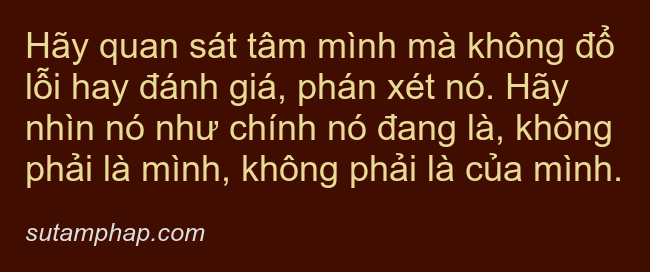 Hãy quan sát tâm mình mà không đổ
lỗi hay đánh giá, phán xét nó. Hãy
nhìn nó như chính nó đang là, không
phải là mình, không phải là của mình.
sutamphap.com